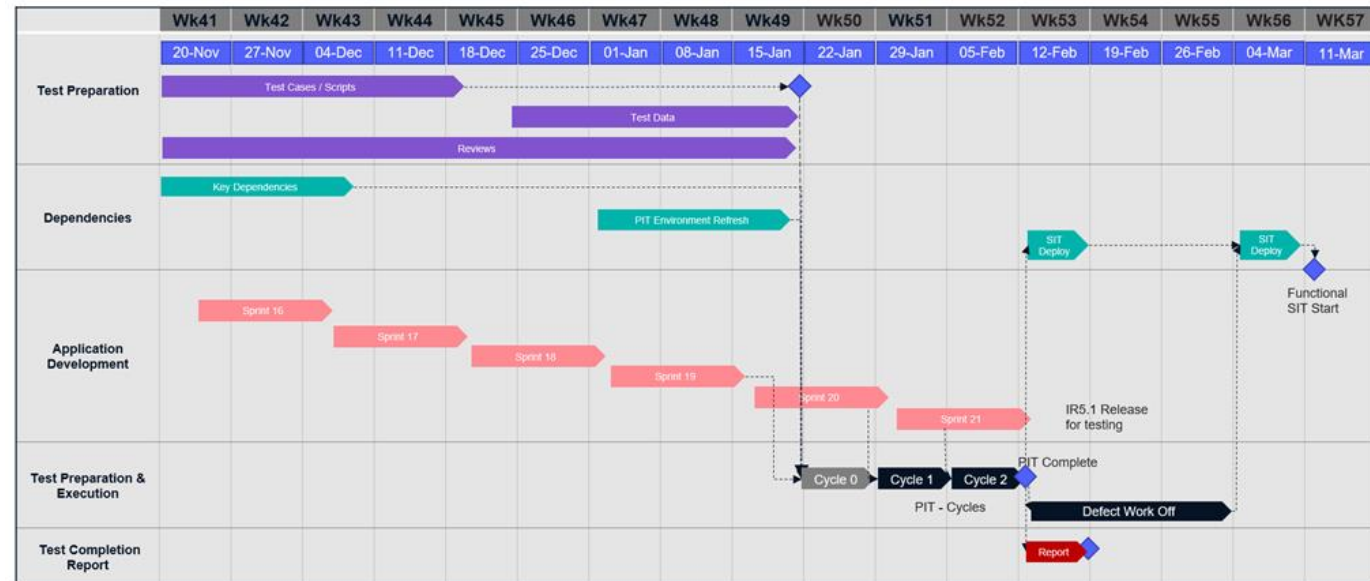 Wk41 Wk42 Wk43 Wk44 Wk45 Wk46 Wk47 Wk48 Wk49 Wk50 Wk51 Wk52 Wk53 Wk54 Wk55 Wk56 WK57
20-Nov 27-Nov 04-Dec 11-Dec 18-Dec 25-Dec 01-Jan 08-Jan 15-Jan 22-Jan 29-Jan 05-Feb 12-Feb 19-Feb 26-Feb 04-Mar 11-Mar
Test Preparation
Test Cases / Scripts
Test Data
Reviews
Dependencies
Key Dependencies
PIT Environment Refresh
SIT
Deploy
SIT
Deploy
Functional
SIT Start
Application
Development
Sprint 16
Sprint 17
Sprint 18
Sprint 19
Sprint 20
Sprint 21
IR5.1 Release
for testing
Test Preparation &
Execution
PIT Complete
Cycle 0
Cycle 1
Cycle 2
PIT - Cycles
Defect Work Off
Test Completion
Report
Report